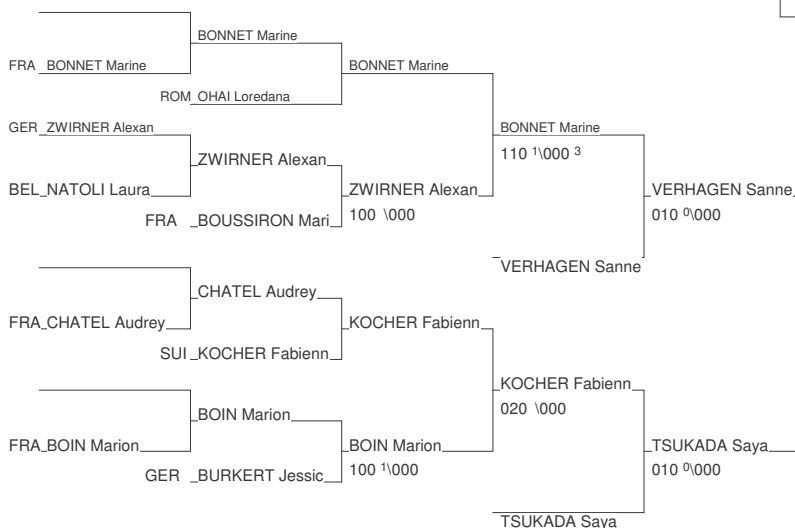 BONNET Marine
FRA BONNET Marine
BONNET Marine
ROM OHAI Loredana
GER ZWIRNER Alexan
BONNET Marine
110 1\000 3
ZWIRNER Alexan
BEL NATOLI Laura
ZWIRNER Alexan
100 \000
VERHAGEN Sanne
010 0\000
FRA BOUSSIRON Mari
VERHAGEN Sanne
CHATEL Audrey
FRA CHATEL Audrey
KOCHER Fabienn
SUI KOCHER Fabienn
KOCHER Fabienn
020 \000
BOIN Marion
FRA BOIN Marion
BOIN Marion
100 1\000
TSUKADA Saya
010 0\000
GER BURKERT Jessic
TSUKADA Saya